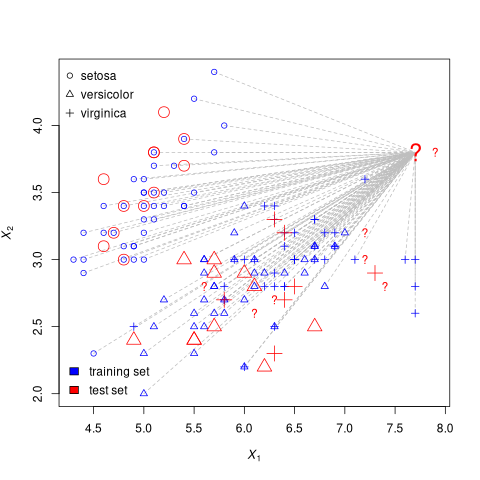 setosa
versicolor
virginica
4.0
3.5
3.0
2.5
2.0
X2
?
?
?
?
?
?
?
?
training set
test set
4.5 5.0 5.5 6.0 6.5 7.0 7.5 8.0
X1